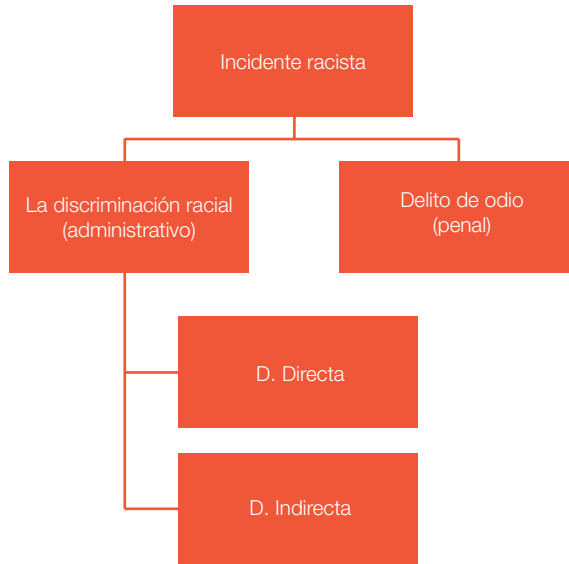 Incidente racista
La discriminación racial
(administrativo)
Delito de odio
(penal)
D. Directa
D. Indirecta